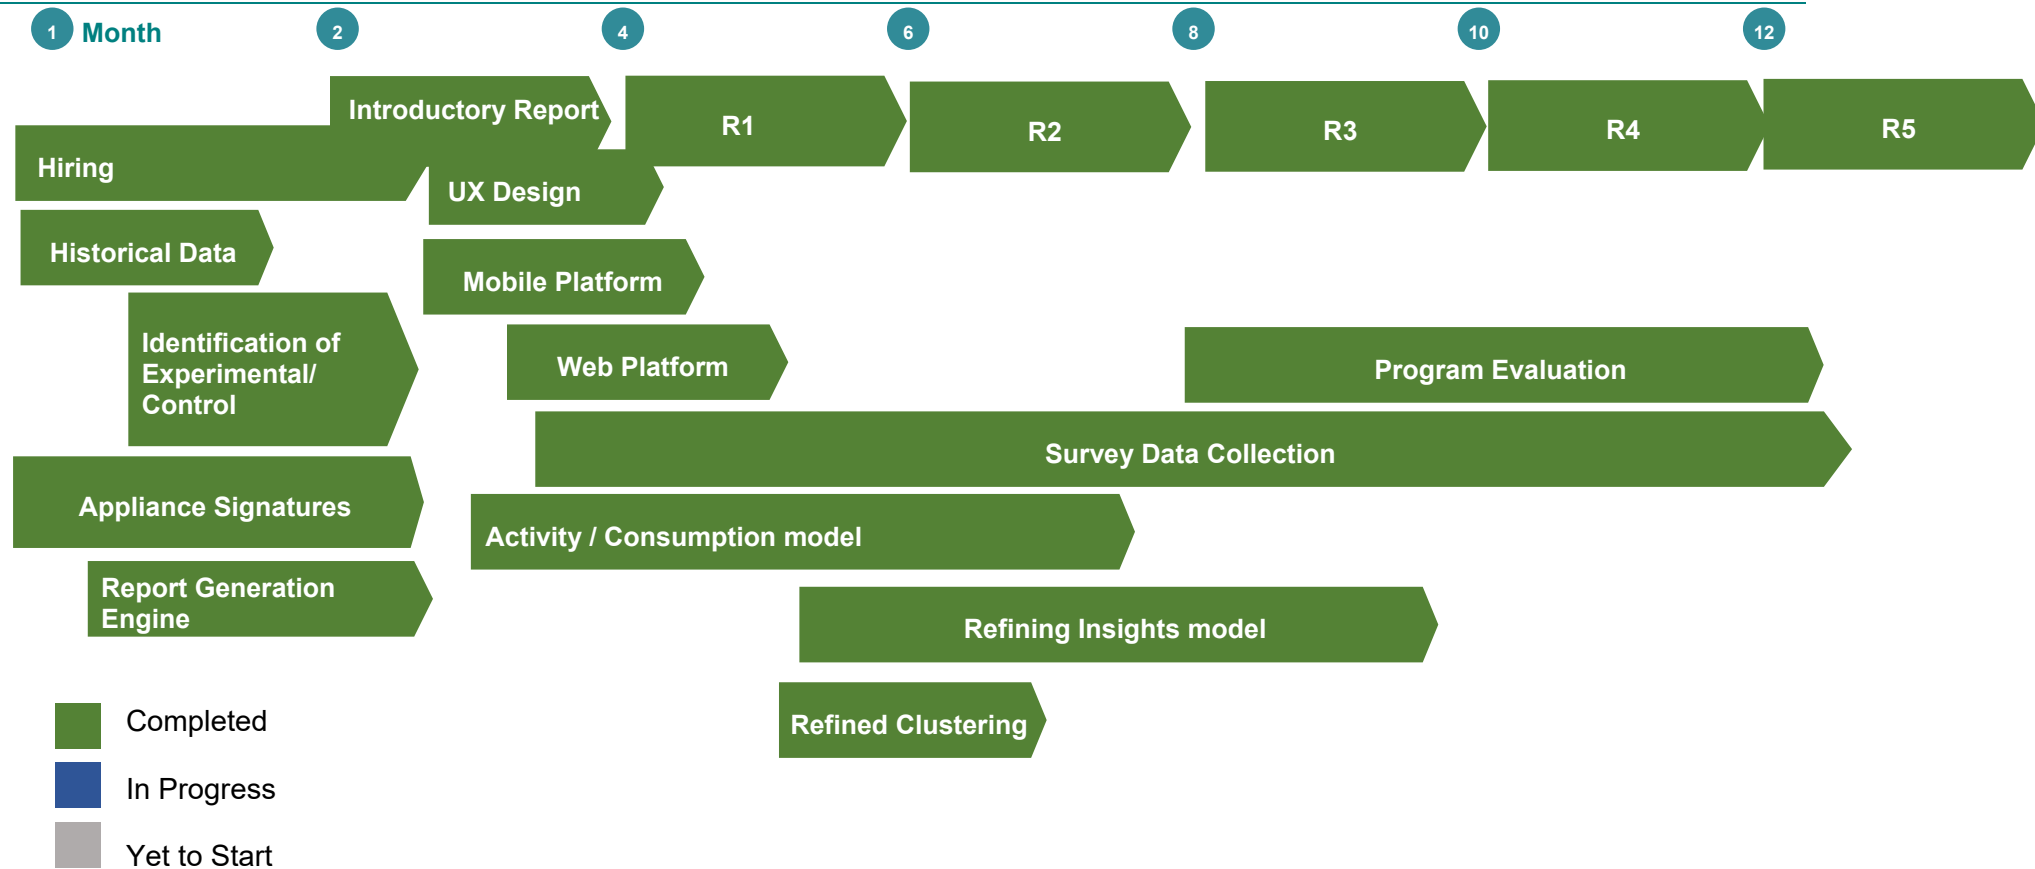 1 Month 2 4 6 8 10 12
Introductory Report
R1
R2
R3
R4
R5
Hiring
UX Design
Historical Data
Mobile Platform
Identification of
Experimental/
Control
Web Platform
Program Evaluation
Survey Data Collection
Appliance Signatures
Activity / Consumption model
Report Generation
Engine
Refining Insights model
Refined Clustering
Completed
In Progress
Yet to Start